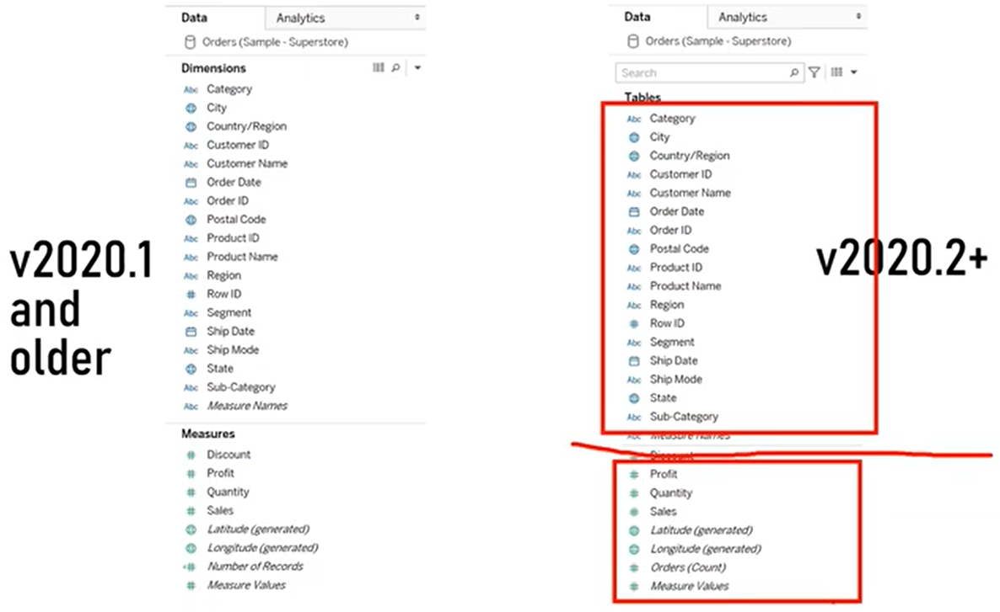 v2020.1
and
older
Data
Analytics
Orders (Sample - Superstore)
Dimensions
Abc Category
City
Country/Region
Abc Customer ID
Abc Customer Name
Order Date
Abc Order ID
Postal Code
Abc Product ID
Abc Product Name
Abc Region
# Row ID
Abc Segment
Ship Date
Abc Ship Mode
State
Abc Sub-Category
Abc Measure Names
Measures
# Discount
# Profit
# Quantity
# Sales
Latitude (generated)
Longitude (generated)
=# Number of Records
# Measure Values
Data
Analytics
Orders (Sample - Superstore)
Search
Tables
Abc Category
City
Country/Region
Abc Customer ID
Abc Customer Name
Order Date
Abc Order ID
Postal Code
Abc Product ID
Abc Product Name
Abc Region
# Row ID
Abc Segment
Ship Date
Abc Ship Mode
State
Abc Sub-Category
Abc Measure Names
# Discount
# Profit
# Quantity
# Sales
Latitude (generated)
Longitude (generated)
# Orders (Count)
# Measure Values
v2020.2+